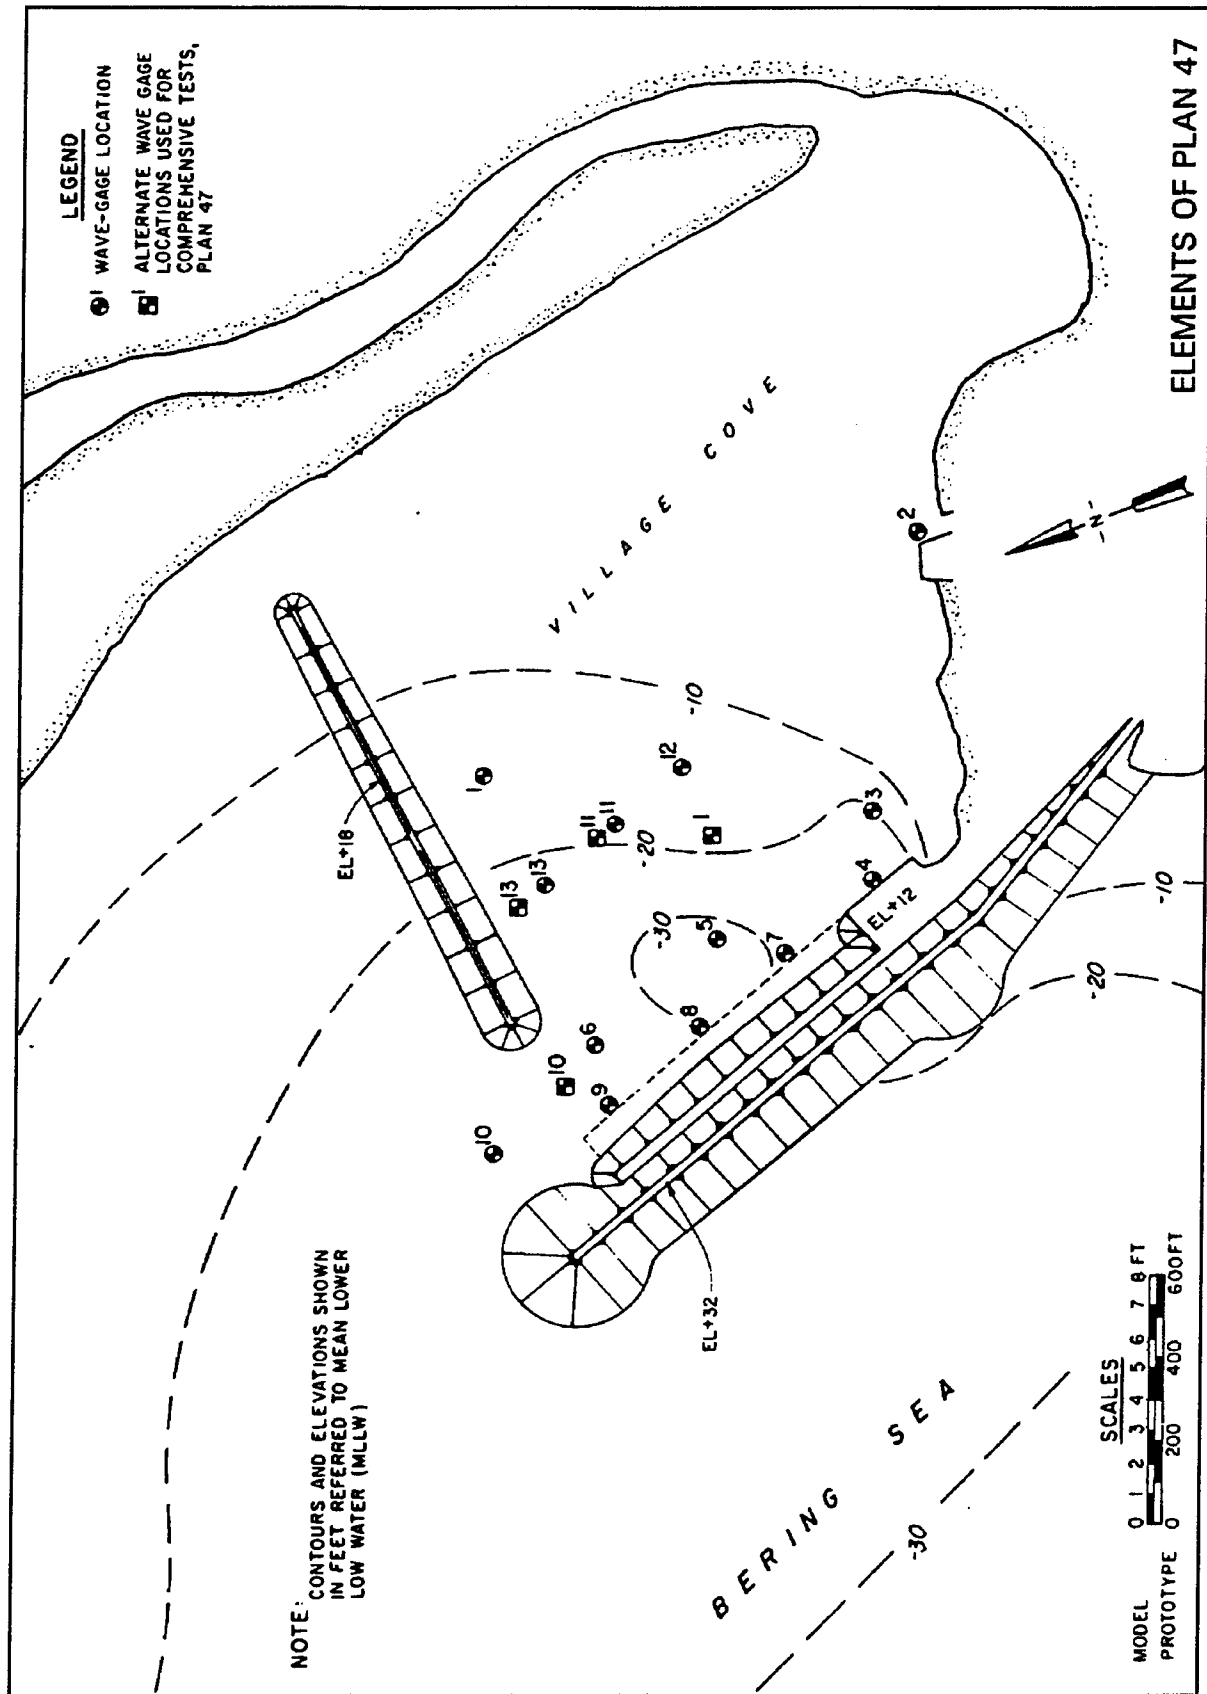 LEGEND
1 WAVE-GAGE LOCATION
1 ALTERNATE WAVE GAGE
LOCATIONS USED FOR
COMPREHENSIVE TESTS,
PLAN 47
NOTE:
CONTOURS AND ELEVATIONS SHOWN
IN FEET REFERRED TO MEAN LOWER
LOW WATER (MLLW)
EL+18
VILLAGE COVE
1
12
11
11
1
13
13
-20
-10
3
4
2
-30
5
7
8
6
10
9
10
EL+12
EL+32
-10
-20
N
BERING SEA
-30
SCALES
MODEL 0 1 2 3 4 5 6 7 8 FT
PROTOTYPE 0 200 400 600FT
ELEMENTS OF PLAN 47